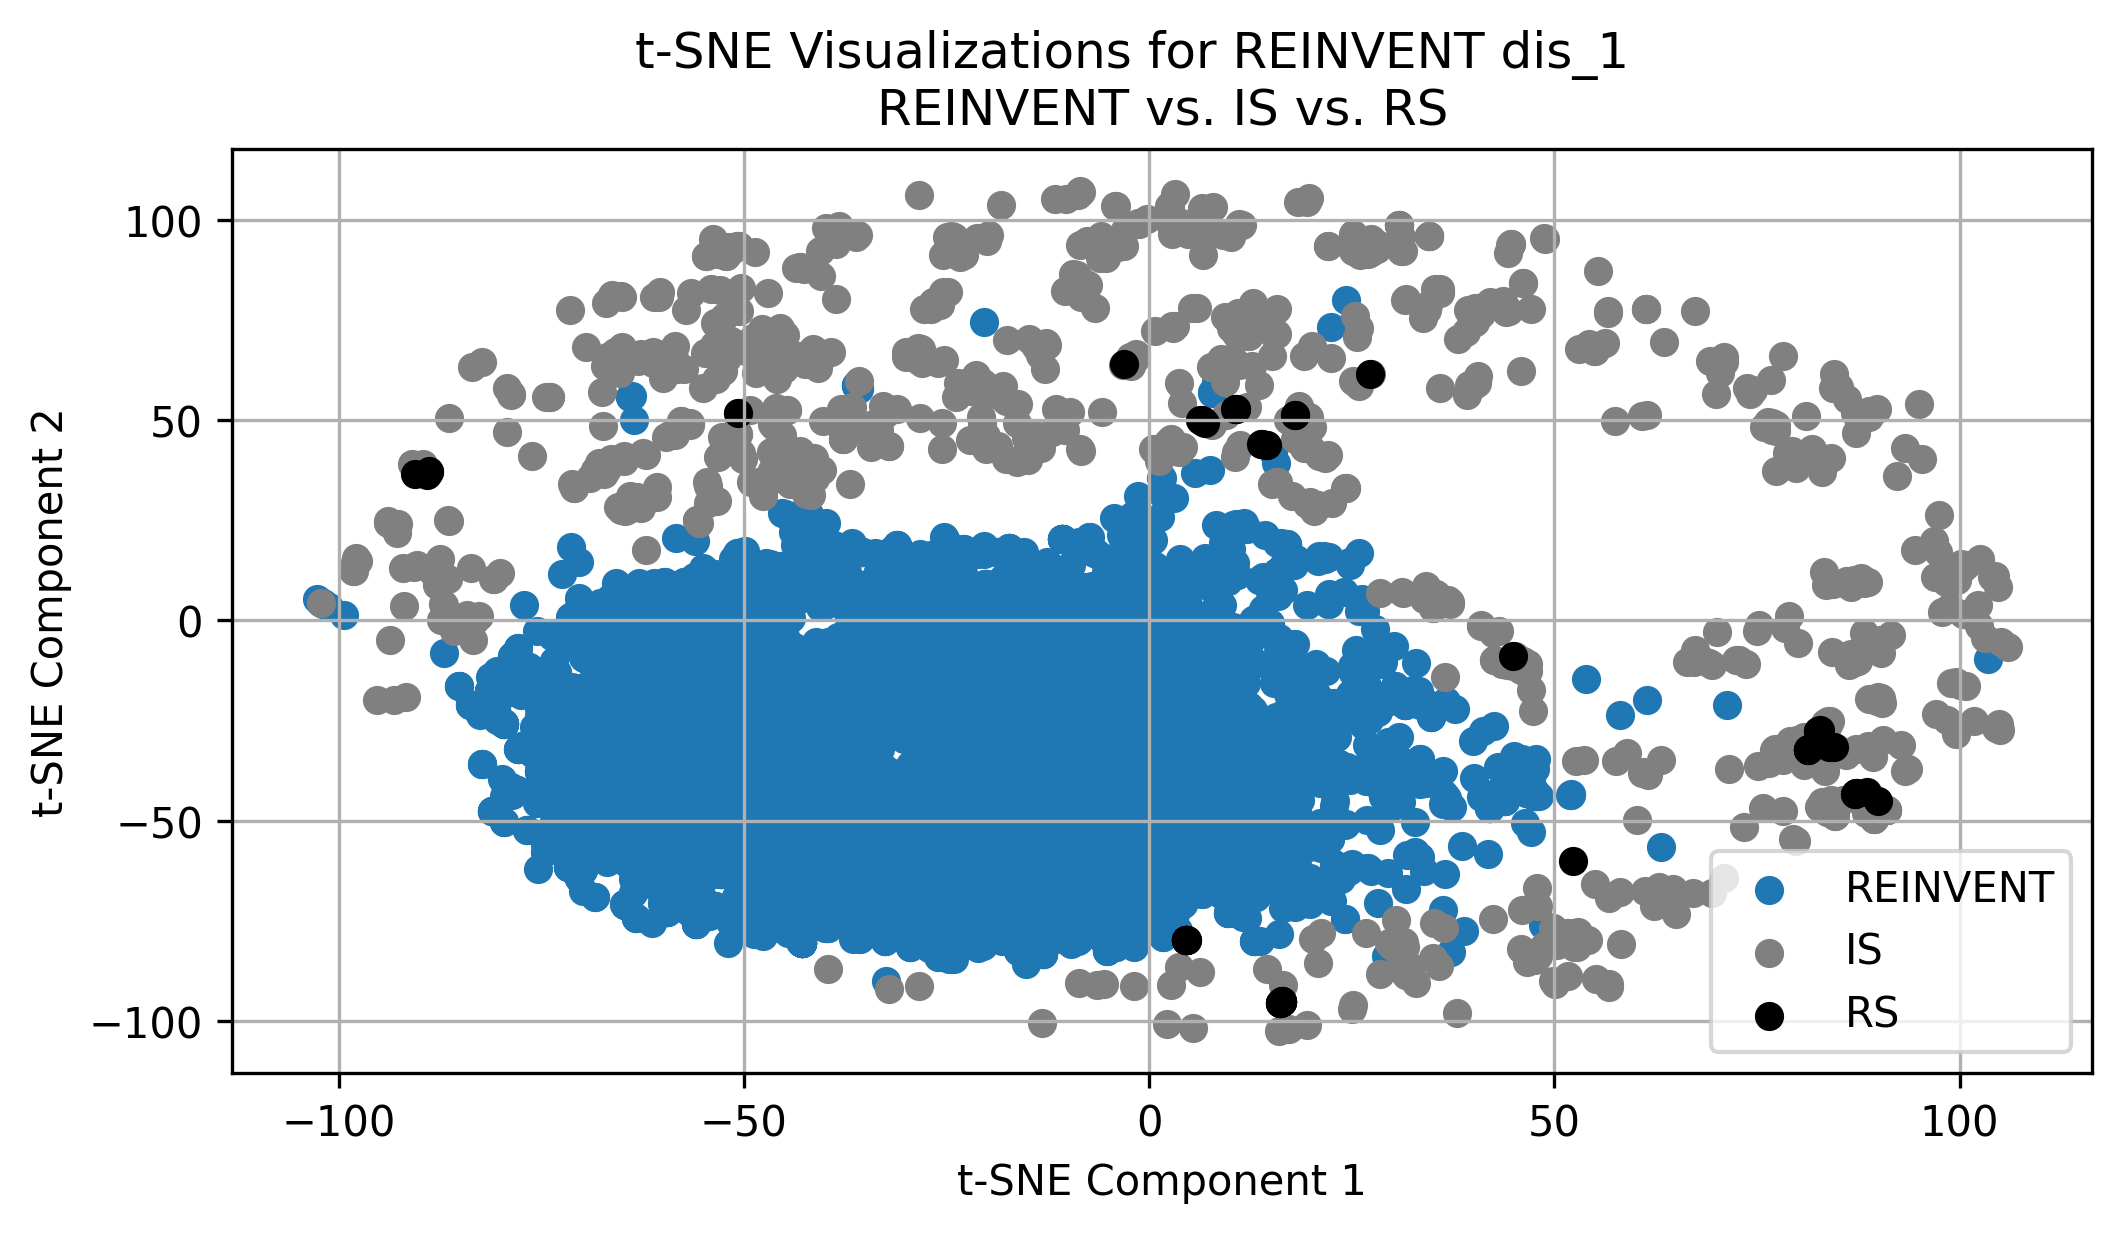 t-SNE Visualizations for REINVENT dis_1
REINVENT vs. IS vs. RS
t-SNE Component 2
100
50
0
−50
−100
REINVENT
IS
RS
−100
−50
0
50
100
t-SNE Component 1